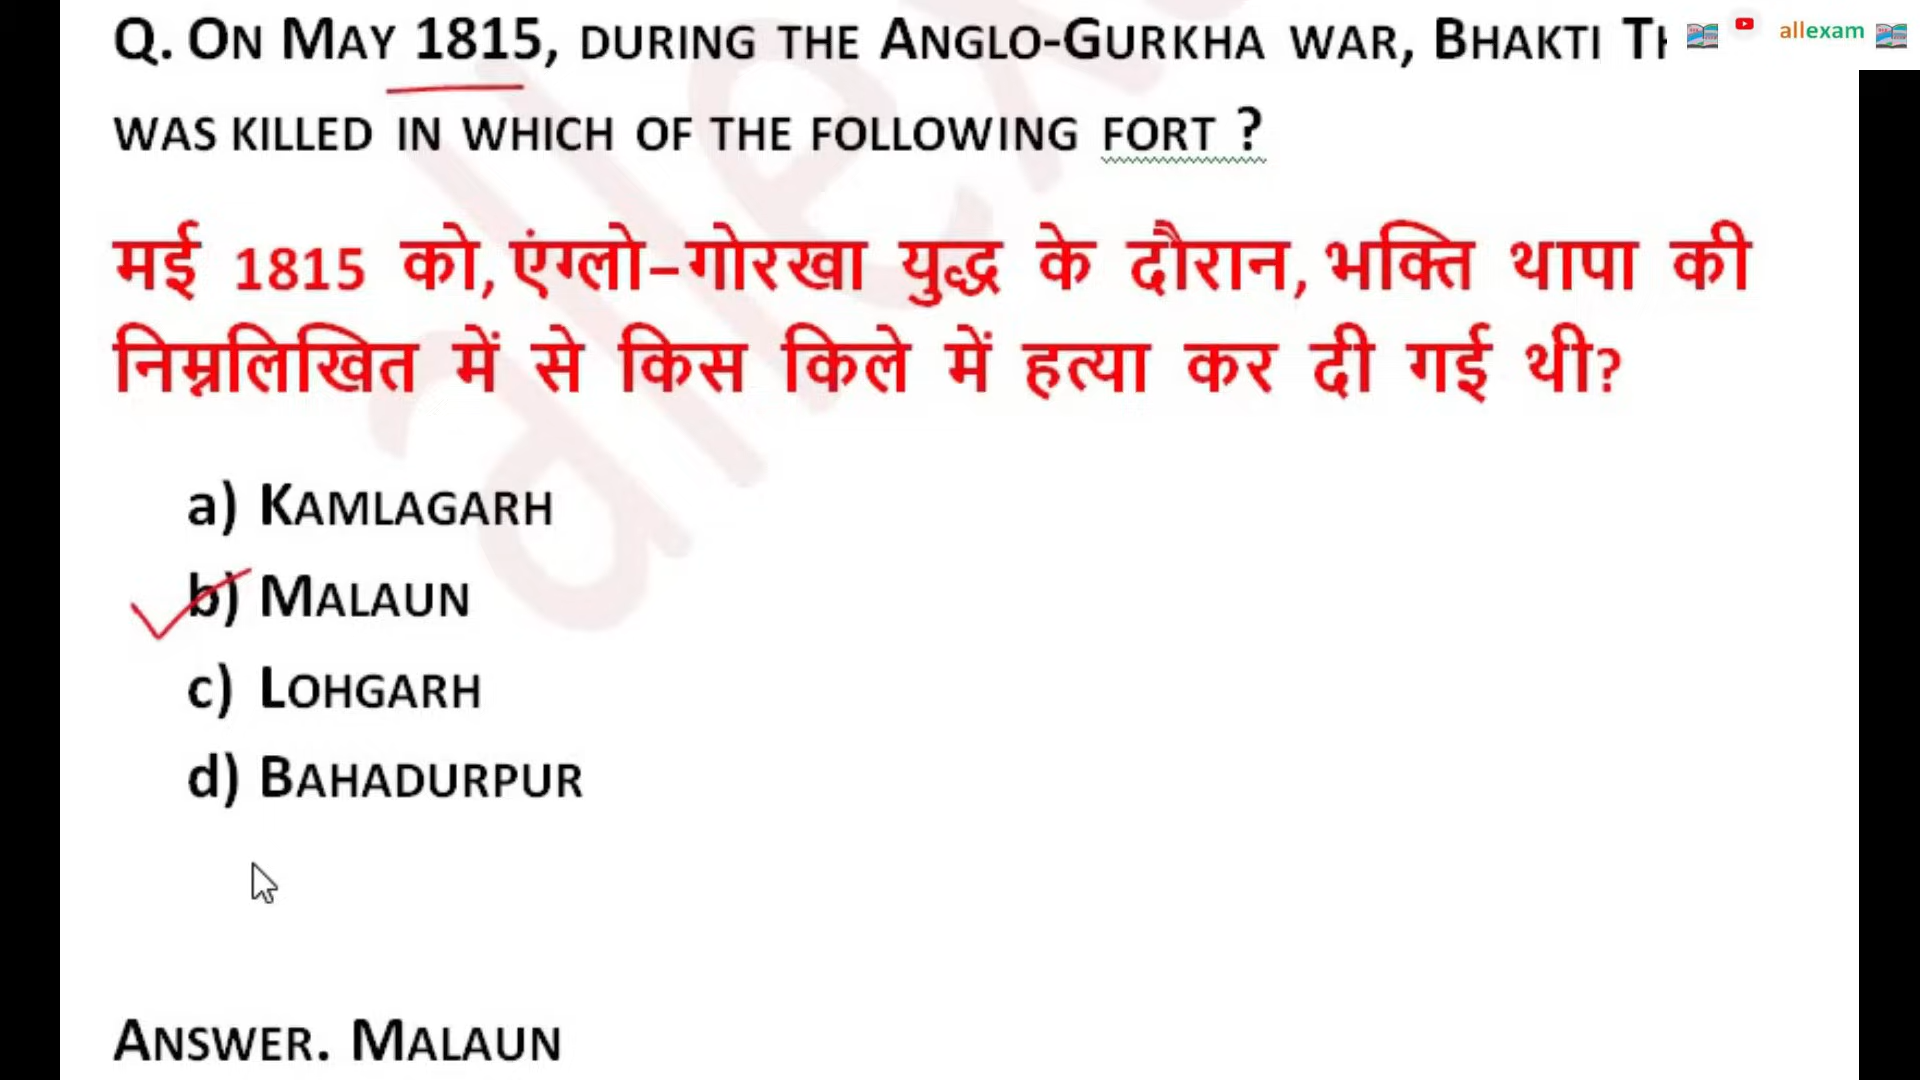 Q. ON MAY 1815, DURING THE ANGLO-GURKHA WAR, BHAKTI
allexam
WAS KILLED IN WHICH OF THE FOLLOWING FORT ?
मई 1815 को, एंग्लो-गोरखा युद्ध के दौरान, भक्ति थापा की
निम्नलिखित में से किस किले में हत्या कर दी गई थी?
a) KAMLAGARH
b) MALAUN
c) LOHGARH
d) BAHADURPUR
ANSWER. MALAUN
allex